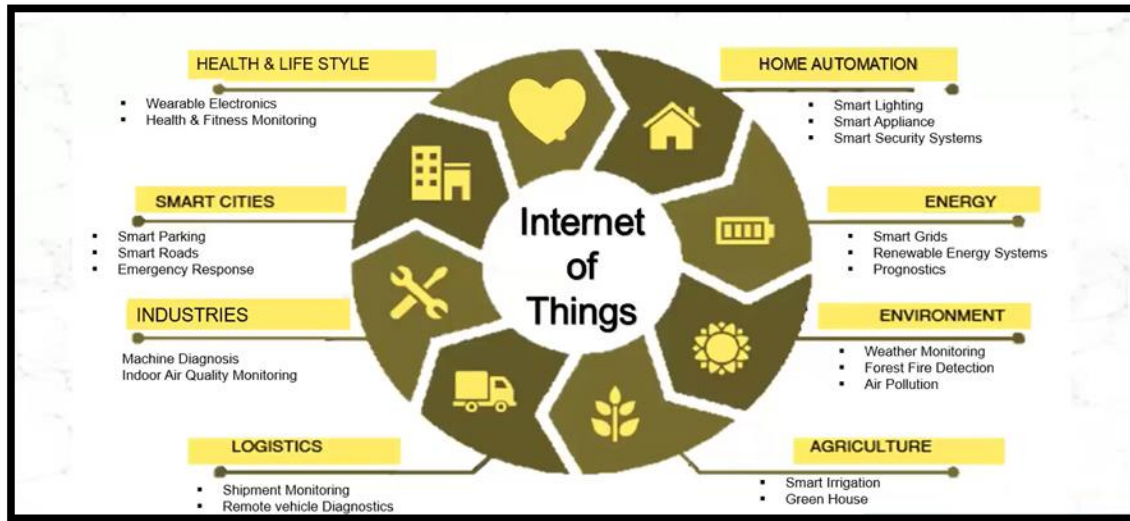 HEALTH & LIFE STYLE
▪ Wearable Electronics
▪ Health & Fitness Monitoring
SMART CITIES
▪ Smart Parking
▪ Smart Roads
▪ Emergency Response
INDUSTRIES
Machine Diagnosis
Indoor Air Quality Monitoring
LOGISTICS
▪ Shipment Monitoring
▪ Remote vehicle Diagnostics
Internet
of
Things
HOME AUTOMATION
▪ Smart Lighting
▪ Smart Appliance
▪ Smart Security Systems
ENERGY
▪ Smart Grids
▪ Renewable Energy Systems
▪ Prognostics
ENVIRONMENT
▪ Weather Monitoring
▪ Forest Fire Detection
▪ Air Pollution
AGRICULTURE
▪ Smart Irrigation
▪ Green House